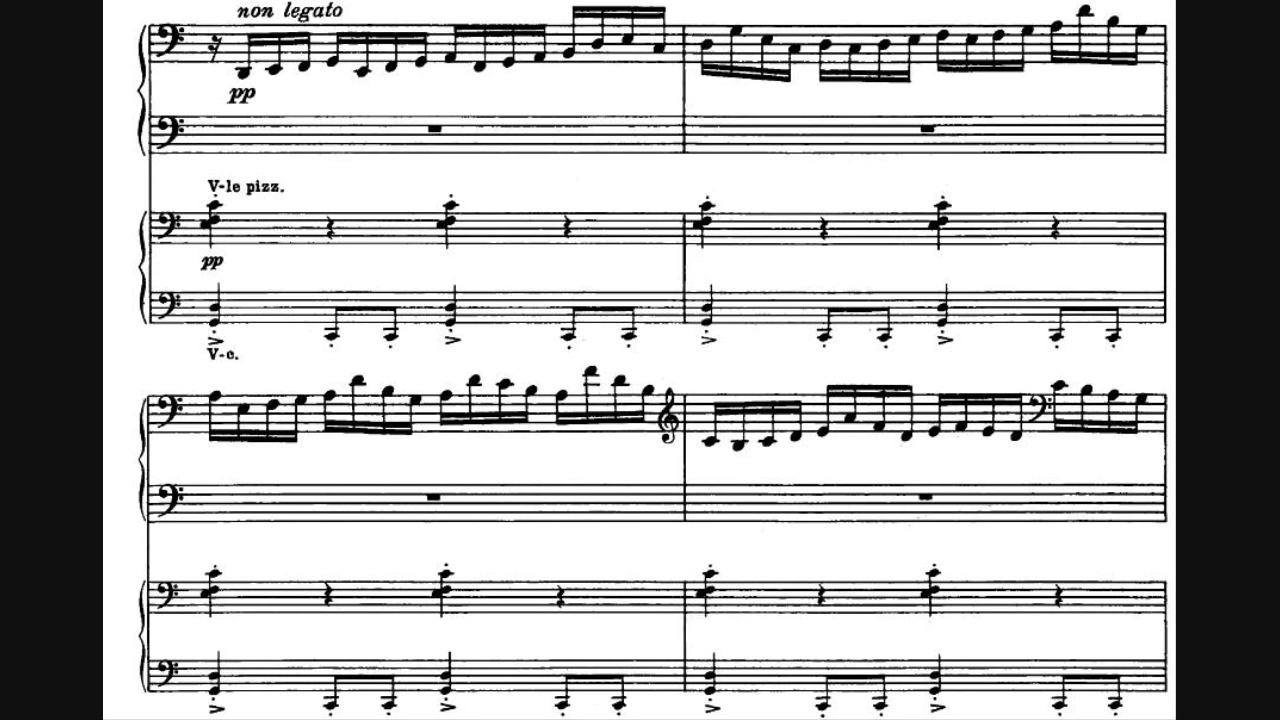 non legato
pp
V-le pizz.
pp
V-c.